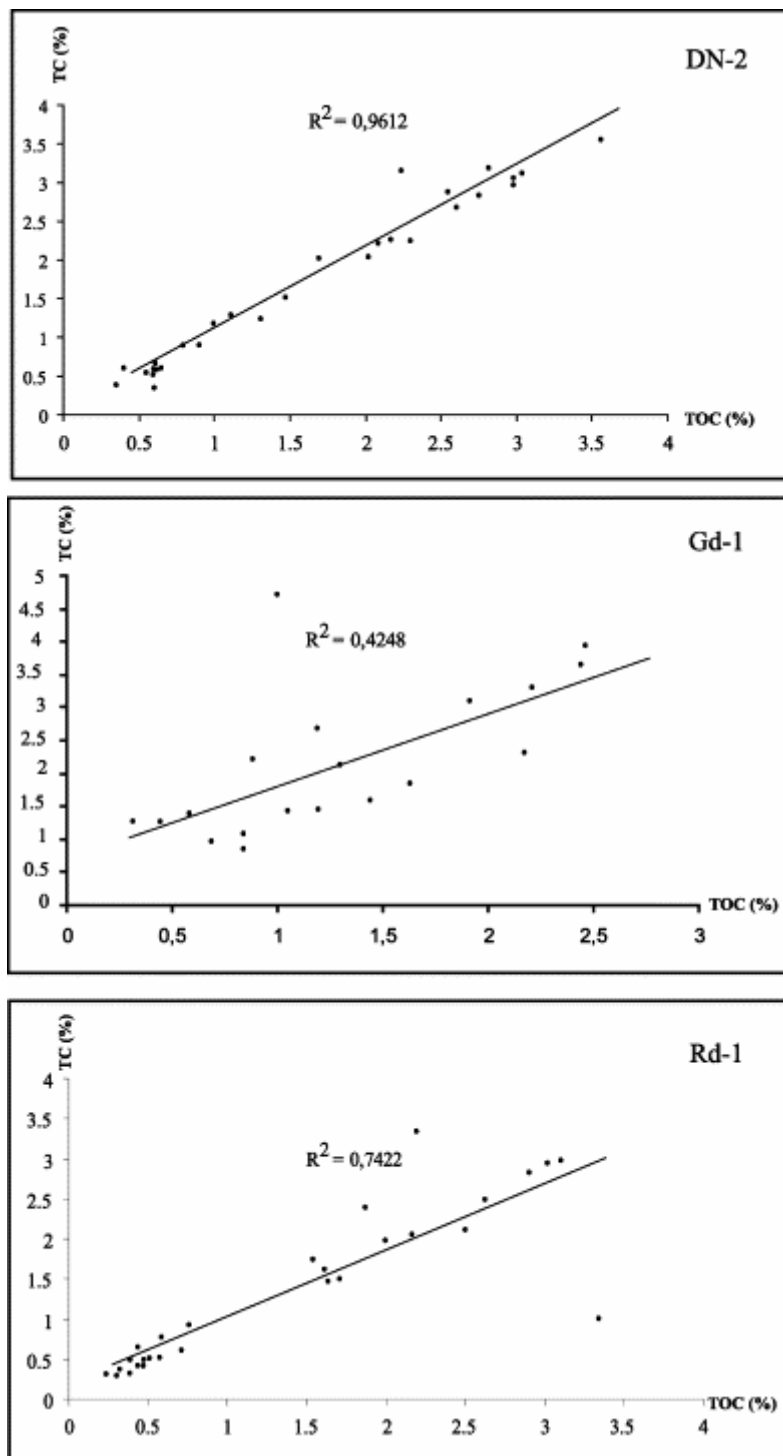 TC (%)
DN-2
R2 = 0,9612
4
3.5
3
2.5
2
1.5
1
0.5
0
TOC (%)
0 0.5 1 1.5 2 2.5 3 3.5 4
TC (%)
Gd-1
R2 = 0,4248
5
4.5
4
3.5
3
2.5
2
1.5
1
0.5
0
TOC (%)
0 0,5 1 1,5 2 2,5 3
TC (%)
Rd-1
R2 = 0,7422
4
3.5
3
2.5
2
1.5
1
0.5
0
TOC (%)
0 0.5 1 1.5 2 2.5 3 3.5 4